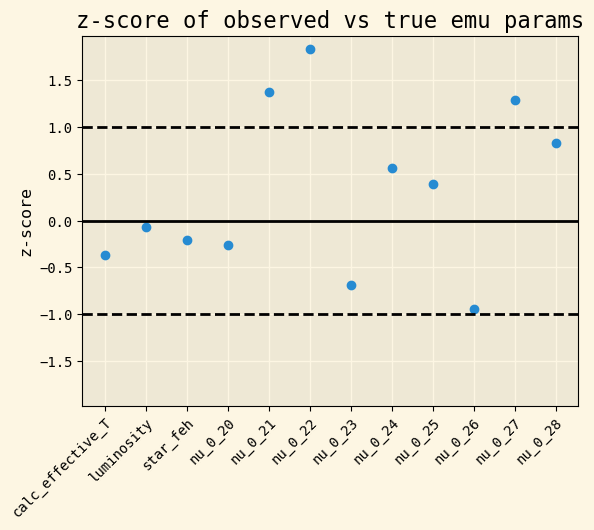 z-score of observed vs true emu params
z-score
1.5
1.0
0.5
0.0
−0.5
−1.0
−1.5
calc_effective_T
luminosity
star_feh
nu_0_20
nu_0_21
nu_0_22
nu_0_23
nu_0_24
nu_0_25
nu_0_26
nu_0_27
nu_0_28